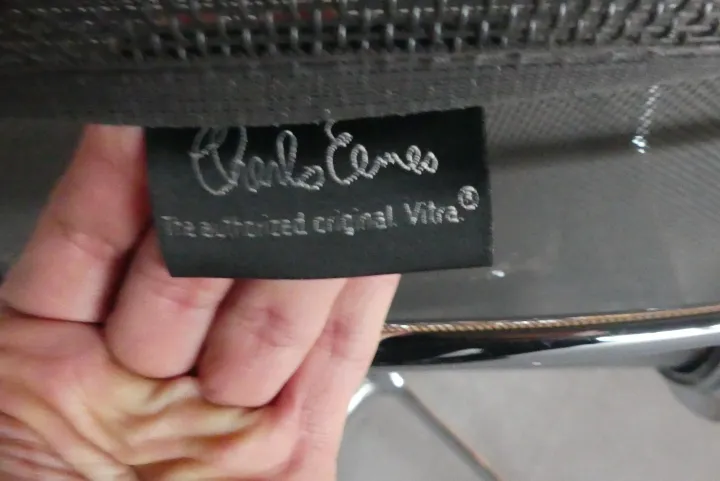 Charles Eames
The authorized original. Vitra.®